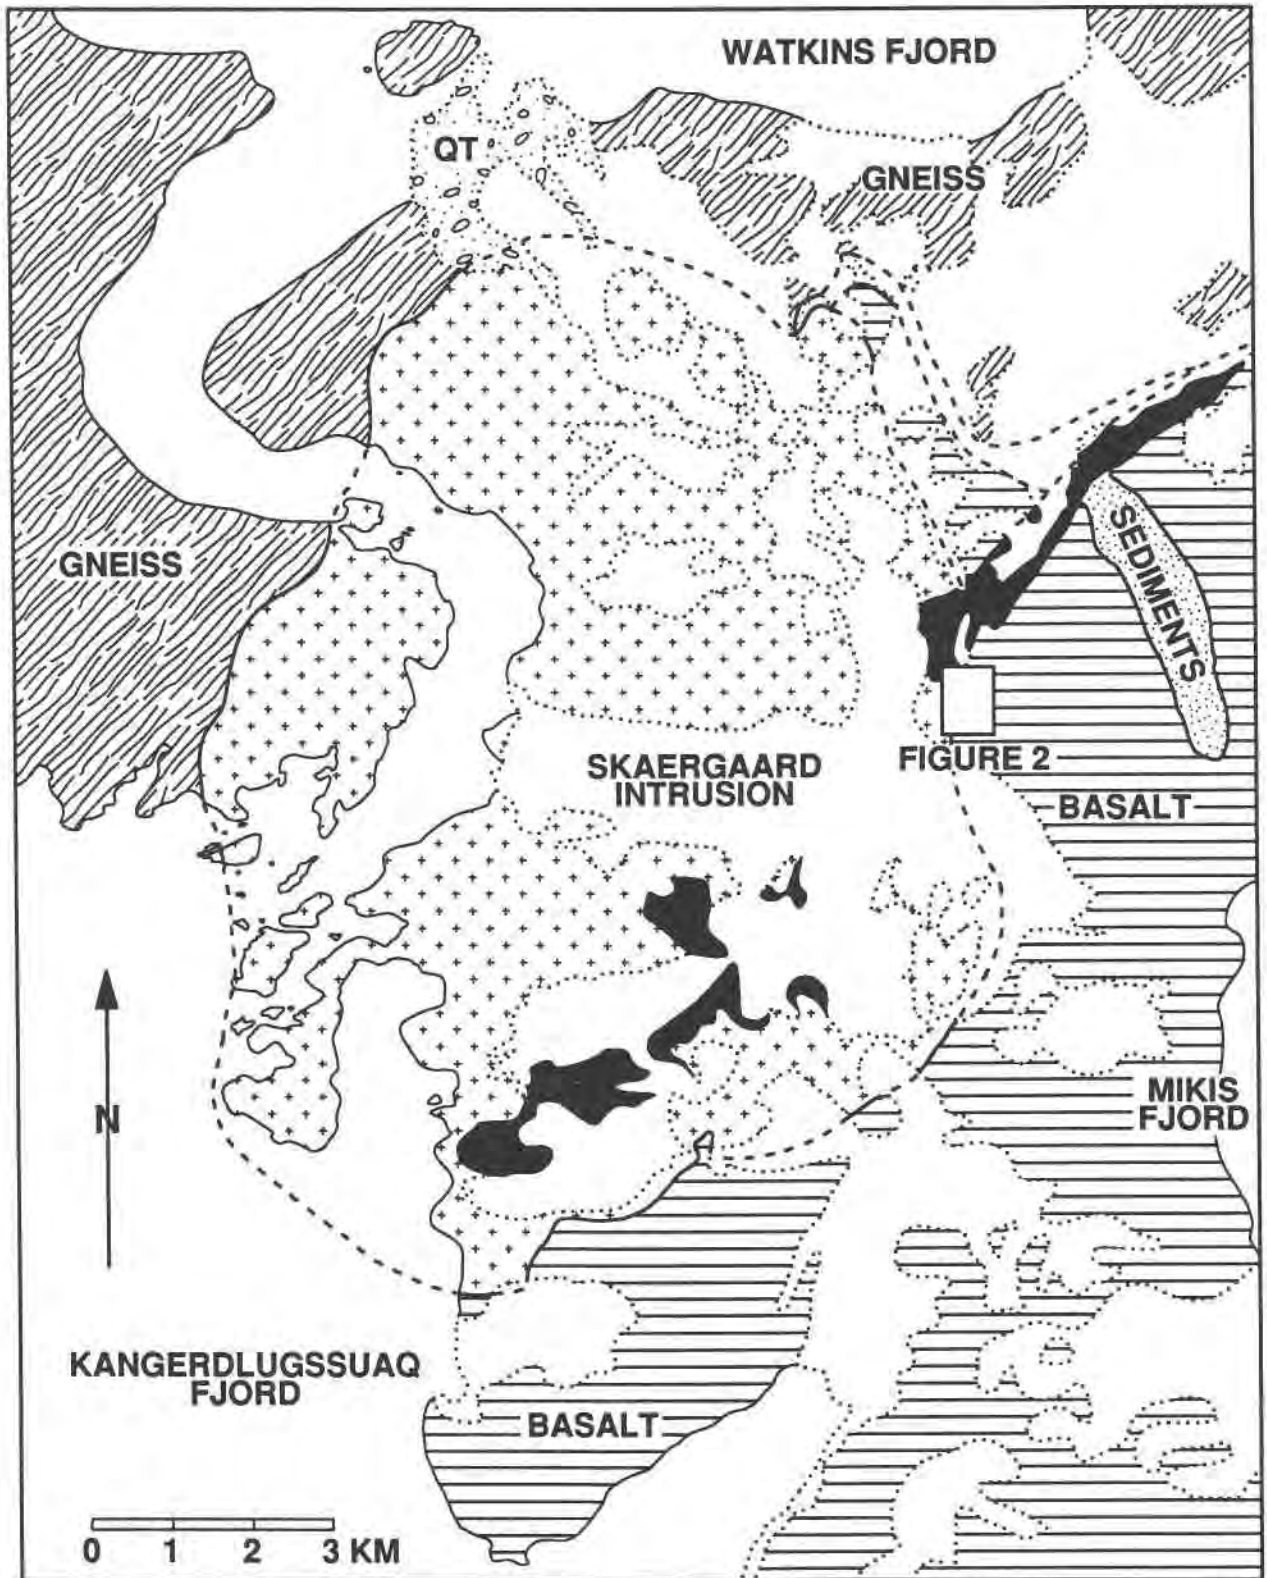 WATKINS FJORD
QT
GNEISS
GNEISS
SEDIMENTS
SKAERGAARD
INTRUSION
FIGURE 2
BASALT
N
MIKIS
FJORD
KANGERDLUGSSUAQ
FJORD
BASALT
0 1 2 3 KM